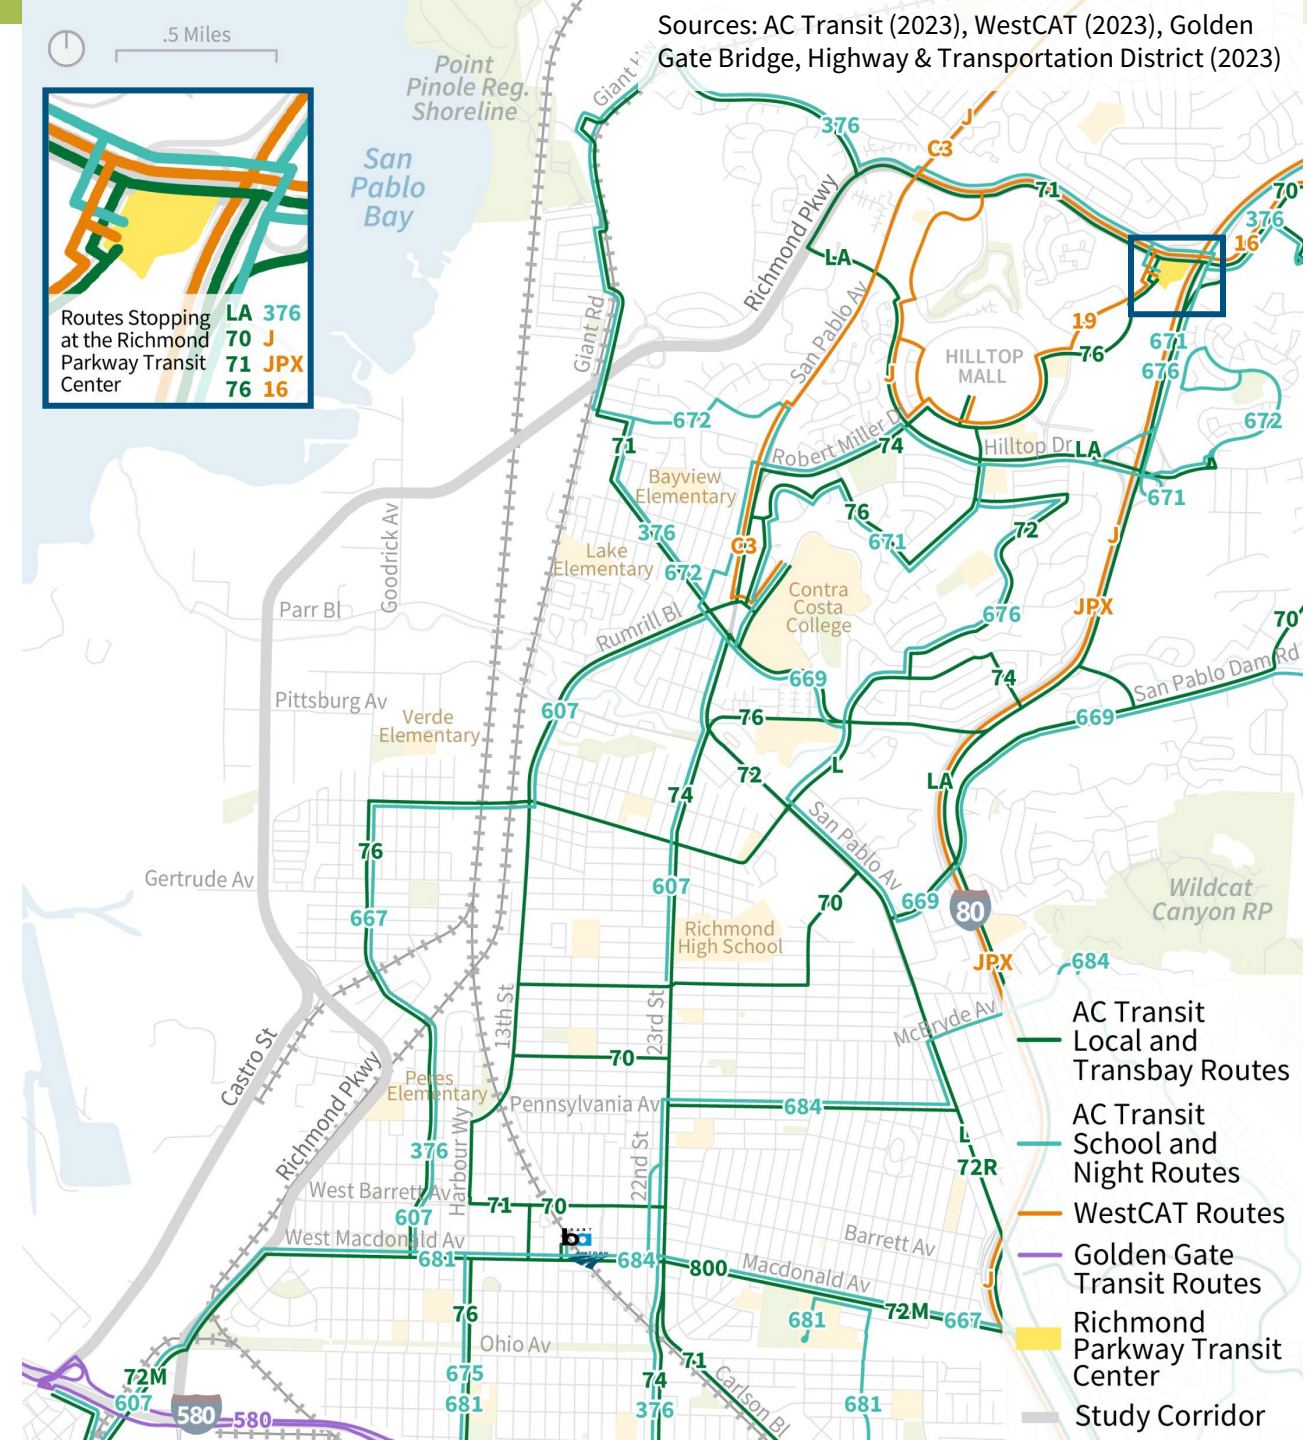 Sources: AC Transit (2023), WestCAT (2023), Golden
Gate Bridge, Highway & Transportation District (2023)
.5 Miles
Point
Pinole Reg.
Shoreline
Giant
San
Pablo
Bay
376
J
C3
71
70
376
16
Richmond Pkwy
LA
San Pablo Av
19
76
671
676
HILLTOP
MALL
J
672
Giant Rd
Routes Stopping
at the Richmond
Parkway Transit
Center
LA 376
70 J
71 JPX
76 16
672
71
Robert Miller D
74
Hilltop Dr
LA
671
Bayview
Elementary
376
76
671
72
J
Goodrick Av
Lake
Elementary
C3
672
Contra
Costa
College
676
JPX
70
Parr Bl
Rumrill Bl
669
74
San Pablo Dam Rd
669
Pittsburg Av
607
Verde
Elementary
76
72
L
LA
74
San Pablo Av
76
Gertrude Av
607
70
669
80
Wildcat
Canyon RP
667
Richmond
High School
JPX
684
13th St
23rd St
McBryde Av
Castro St
70
Richmond Pkwy
Peres
Elementary
Pennsylvania Av
684
376
Harbour Wy
22nd St
L
72R
West Barrett Av
71
70
607
West Macdonald Av
681
BART
ba
AMTRAK
684
800
Macdonald Av
Barrett Av
J
76
681
72M
667
Ohio Av
71
72M
607
675
681
74
376
Carlson Bl
681
580
580
AC Transit
Local and
Transbay Routes
AC Transit
School and
Night Routes
WestCAT Routes
Golden Gate
Transit Routes
Richmond
Parkway Transit
Center
Study Corridor